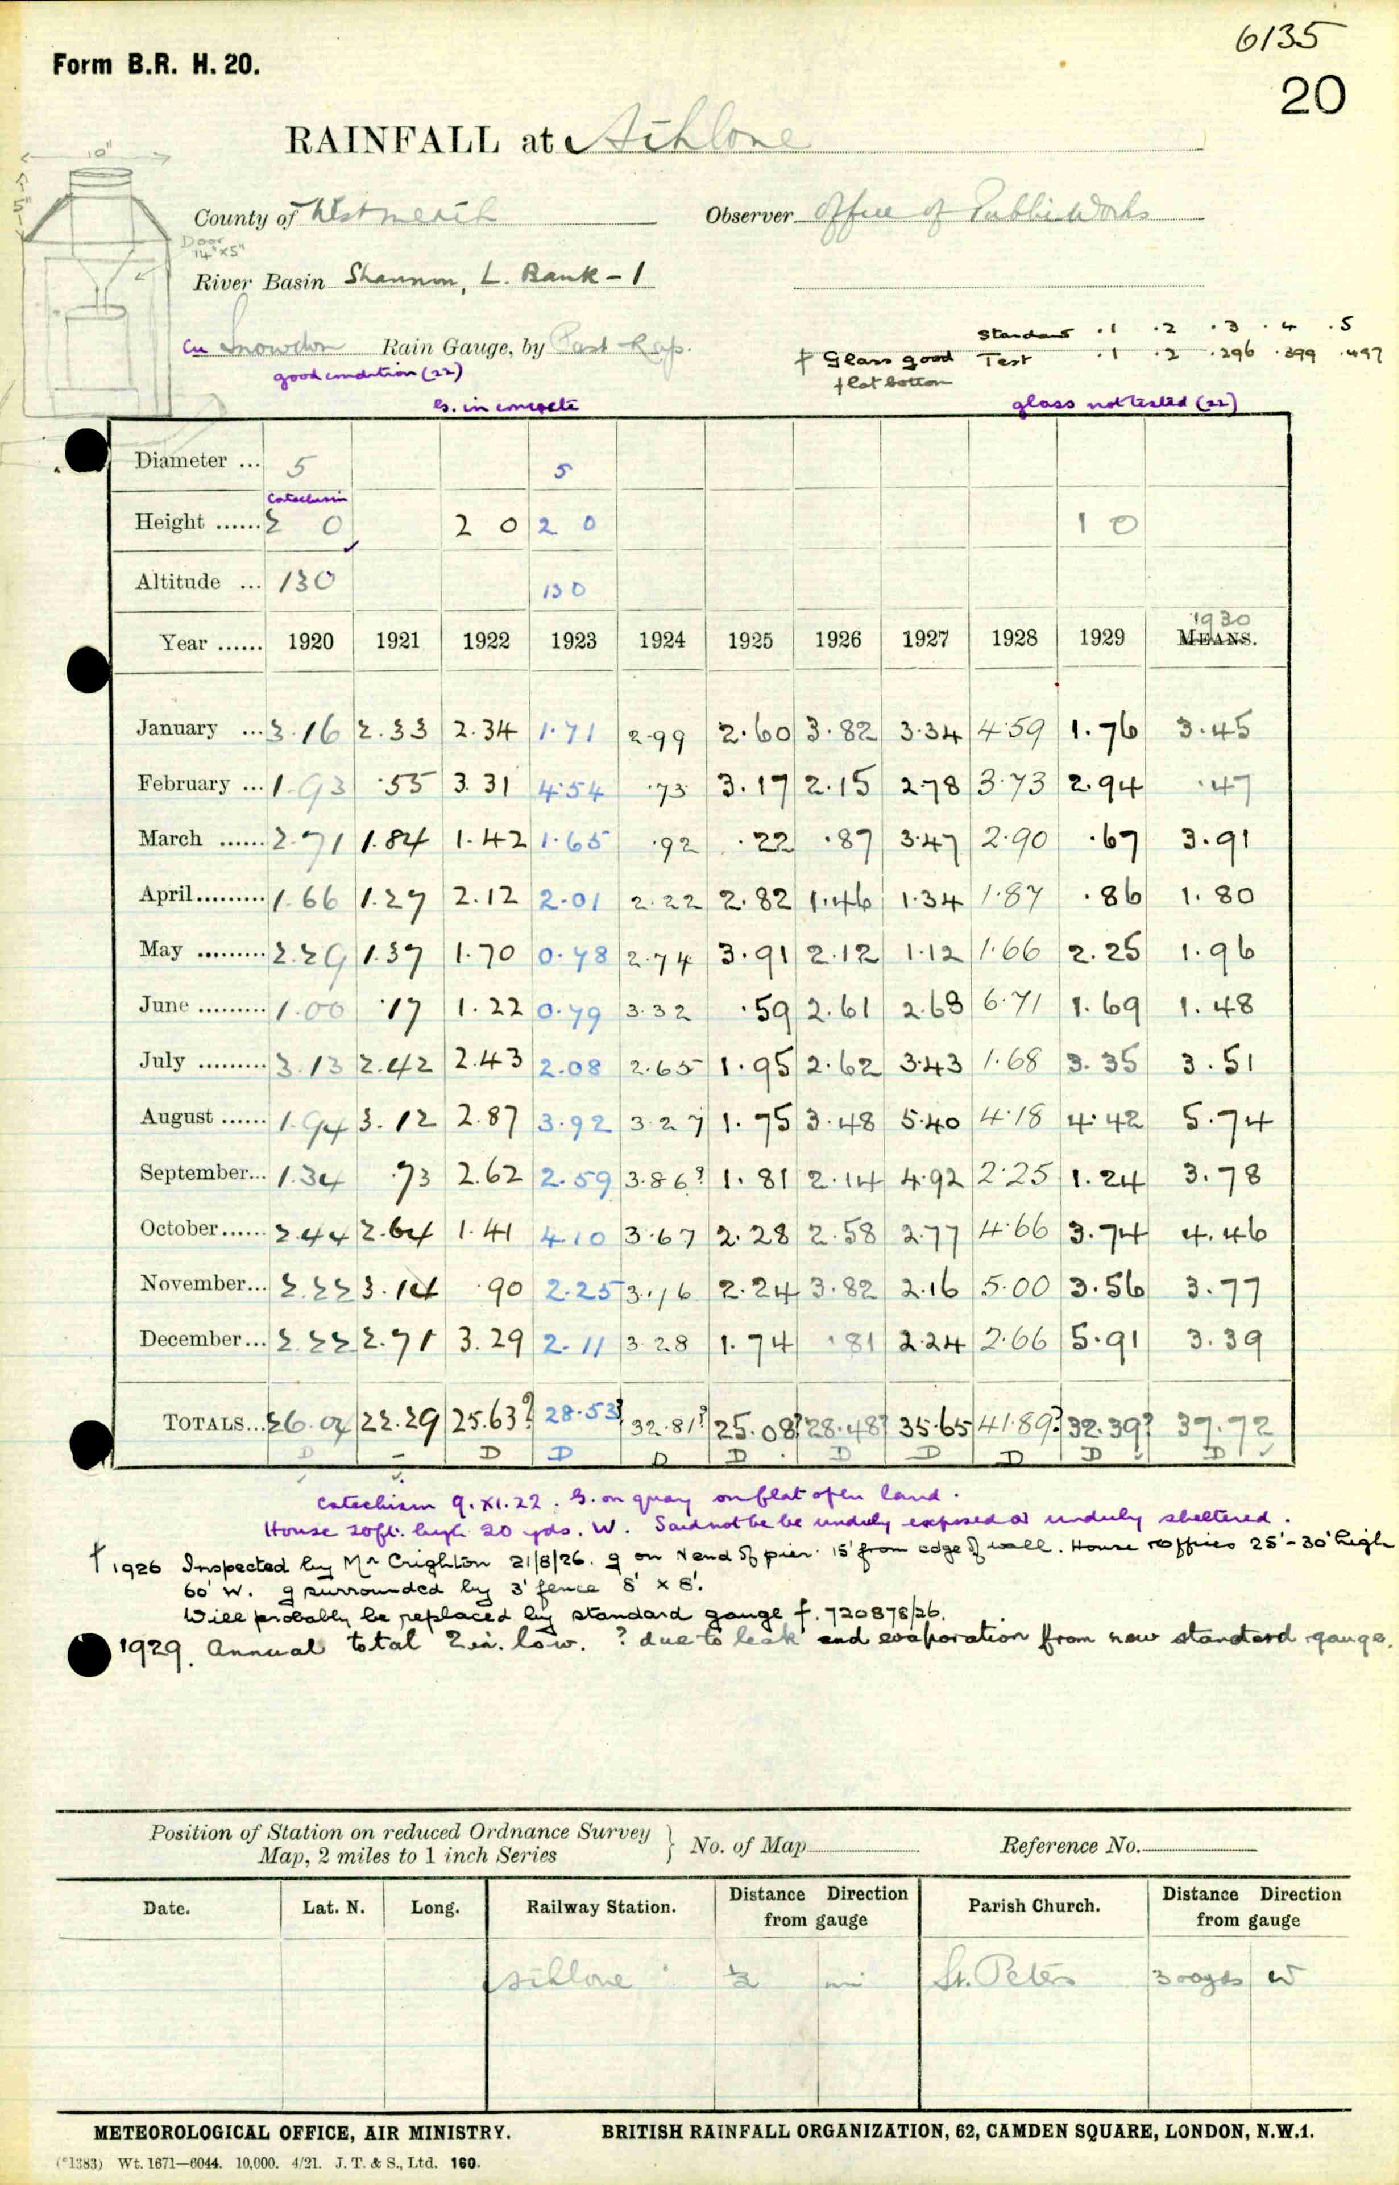 6135
Form B.R. H. 20.
20
RAINFALL at Athlone
10"
5"
County of Westmeath Observer Office of Public Works
Door
14"x5"
River Basin Shannon, L. Bank - 1
Standard .1 .2 .3 .4 .5
Cu Snowdon Rain Gauge, by Past Rap. † Glass good Test .1 .2 .296 .399 .497
good condition (22) flat bottom
G. in concrete glass not tested (22)
Diameter ... 5 5
Catechism
Height ...... 2 0 2 0 2 0 1 0
Altitude ... 130 130
1930
Year ...... 1920 1921 1922 1923 1924 1925 1926 1927 1928 1929 MEANS.
January ... 3.16 2.33 2.34 1.71 2.99 2.60 3.82 3.34 4.59 1.76 3.45
February ... 1.93 .55 3.31 4.54 .73 3.17 2.15 2.78 3.73 2.94 .47
March ...... 2.71 1.84 1.42 1.65 .92 .22 .87 3.47 2.90 .67 3.91
April ......... 1.66 1.27 2.12 2.01 2.22 2.82 1.46 1.34 1.87 .86 1.80
May ......... 2.29 1.37 1.70 0.78 2.74 3.91 2.12 1.12 1.66 2.25 1.96
June ......... 1.00 .17 1.22 0.79 3.32 .59 2.61 2.68 6.71 1.69 1.48
July ......... 3.13 2.42 2.43 2.08 2.65 1.95 2.62 3.43 1.68 3.35 3.51
August ...... 1.94 3.12 2.87 3.92 3.27 1.75 3.48 5.40 4.18 4.42 5.74
September... 1.34 .73 2.62 2.59 3.86? 1.81 2.14 4.92 2.25 1.24 3.78
October...... 2.44 2.64 1.41 4.10 3.67 2.28 2.58 2.77 4.66 3.74 4.46
November... 2.22 3.14 .90 2.25 3.16 2.24 3.82 2.16 5.00 3.56 3.77
December... 2.22 2.71 3.29 2.11 3.28 1.74 .81 2.24 2.66 5.91 3.39
TOTALS... 26.04 22.29 25.63? 28.53? 32.81? 25.08? 28.48? 35.65 41.89? 32.39? 37.72
D – D D D D D D D D D
Catechism 9.XI.22. G. on quay on flat open land.
House 20ft. high 20 yds. W. Said not be be unduly exposed or unduly sheltered.
† 1926 Inspected by Mr Crighton 21/8/26. g on N end of pier. 15' from edge of wall. House & offices 25'-30' high
60' W. g surrounded by 3' fence 8' x 8'.
Will probably be replaced by standard gauge f. 720878/26.
1929. Annual total 2 in. low. ? due to leak and evaporation from new standard gauge.
Position of Station on reduced Ordnance Survey
Map, 2 miles to 1 inch Series } No. of Map Reference No.
Date. Lat. N. Long. Railway Station. Distance Direction from gauge Parish Church. Distance Direction from gauge
Athlone ½ mi St. Peters 300yds W
METEOROLOGICAL OFFICE, AIR MINISTRY. BRITISH RAINFALL ORGANIZATION, 62, CAMDEN SQUARE, LONDON, N.W.1.
(*1383) Wt. 1671—6044. 10,000. 4/21. J. T. & S., Ltd. 160.